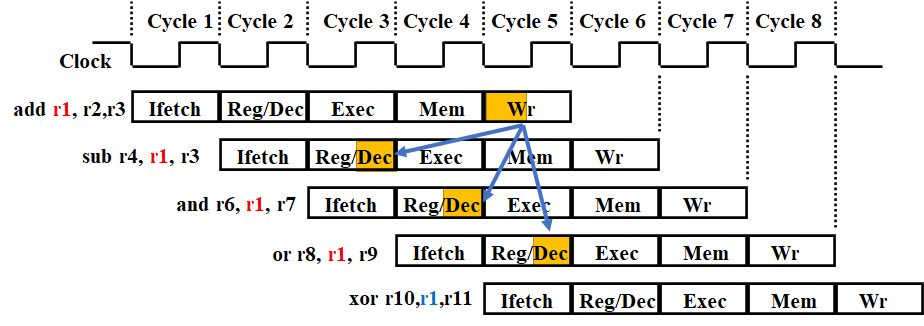 Cycle 1 Cycle 2 Cycle 3 Cycle 4 Cycle 5 Cycle 6 Cycle 7 Cycle 8
Clock
add r1, r2,r3 Ifetch Reg/Dec Exec Mem Wr
sub r4, r1, r3 Ifetch Reg/Dec Exec Mem Wr
and r6, r1, r7 Ifetch Reg/Dec Exec Mem Wr
or r8, r1, r9 Ifetch Reg/Dec Exec Mem Wr
xor r10,r1,r11 Ifetch Reg/Dec Exec Mem Wr